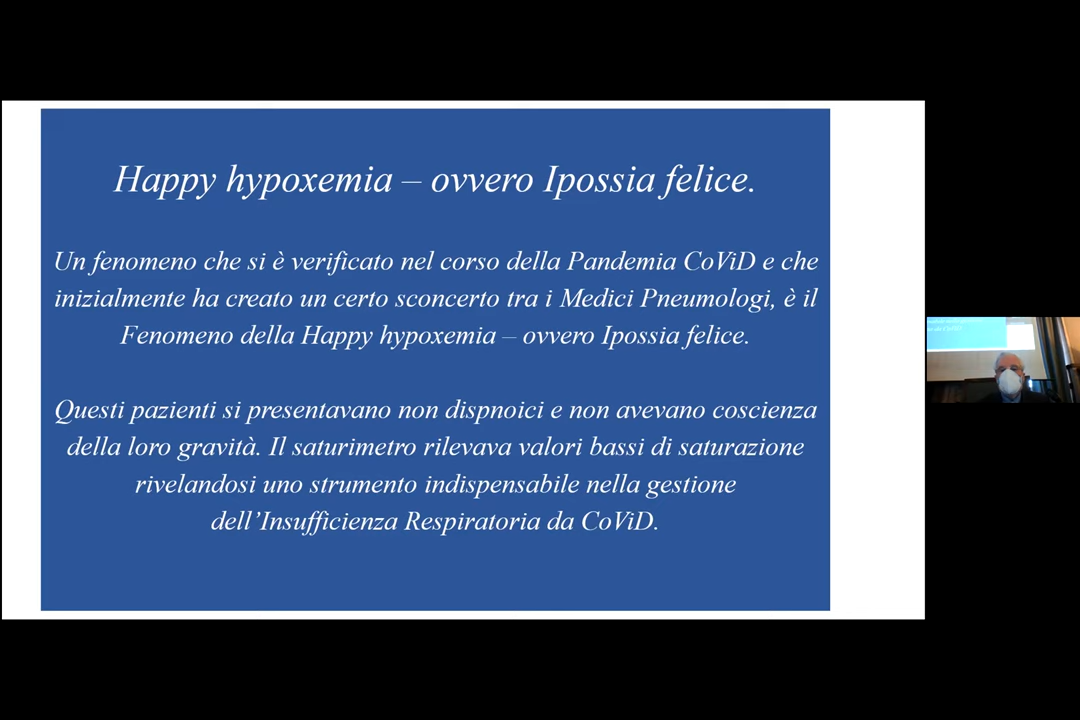 Happy hypoxemia – ovvero Ipossia felice.
Un fenomeno che si è verificato nel corso della Pandemia CoViD e che
inizialmente ha creato un certo sconcerto tra i Medici Pneumologi, è il
Fenomeno della Happy hypoxemia – ovvero Ipossia felice.
Questi pazienti si presentavano non dispnoici e non avevano coscienza
della loro gravità. Il saturimetro rilevava valori bassi di saturazione
rivelandosi uno strumento indispensabile nella gestione
dell’Insufficienza Respiratoria da CoViD.